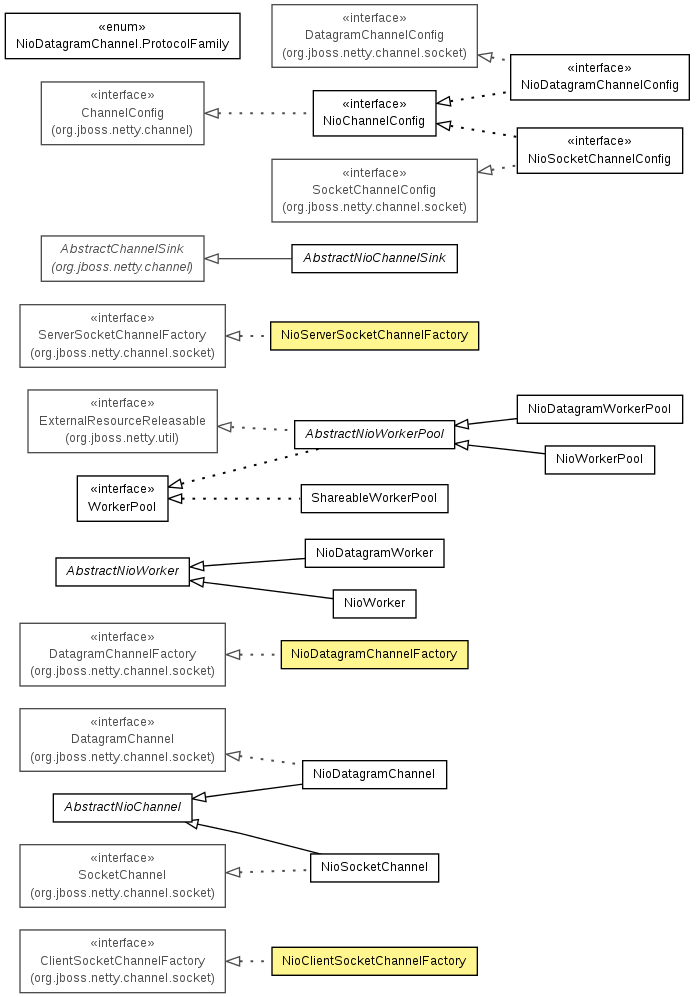 «enum»
NioDatagramChannel.ProtocolFamily
«interface»
DatagramChannelConfig
(org.jboss.netty.channel.socket)
«interface»
NioDatagramChannelConfig
«interface»
ChannelConfig
(org.jboss.netty.channel)
«interface»
NioChannelConfig
«interface»
NioSocketChannelConfig
«interface»
SocketChannelConfig
(org.jboss.netty.channel.socket)
AbstractChannelSink
(org.jboss.netty.channel)
AbstractNioChannelSink
«interface»
ServerSocketChannelFactory
(org.jboss.netty.channel.socket)
NioServerSocketChannelFactory
«interface»
ExternalResourceReleasable
(org.jboss.netty.util)
AbstractNioWorkerPool
NioDatagramWorkerPool
NioWorkerPool
«interface»
WorkerPool
ShareableWorkerPool
AbstractNioWorker
NioDatagramWorker
NioWorker
«interface»
DatagramChannelFactory
(org.jboss.netty.channel.socket)
NioDatagramChannelFactory
«interface»
DatagramChannel
(org.jboss.netty.channel.socket)
NioDatagramChannel
AbstractNioChannel
NioSocketChannel
«interface»
SocketChannel
(org.jboss.netty.channel.socket)
«interface»
ClientSocketChannelFactory
(org.jboss.netty.channel.socket)
NioClientSocketChannelFactory